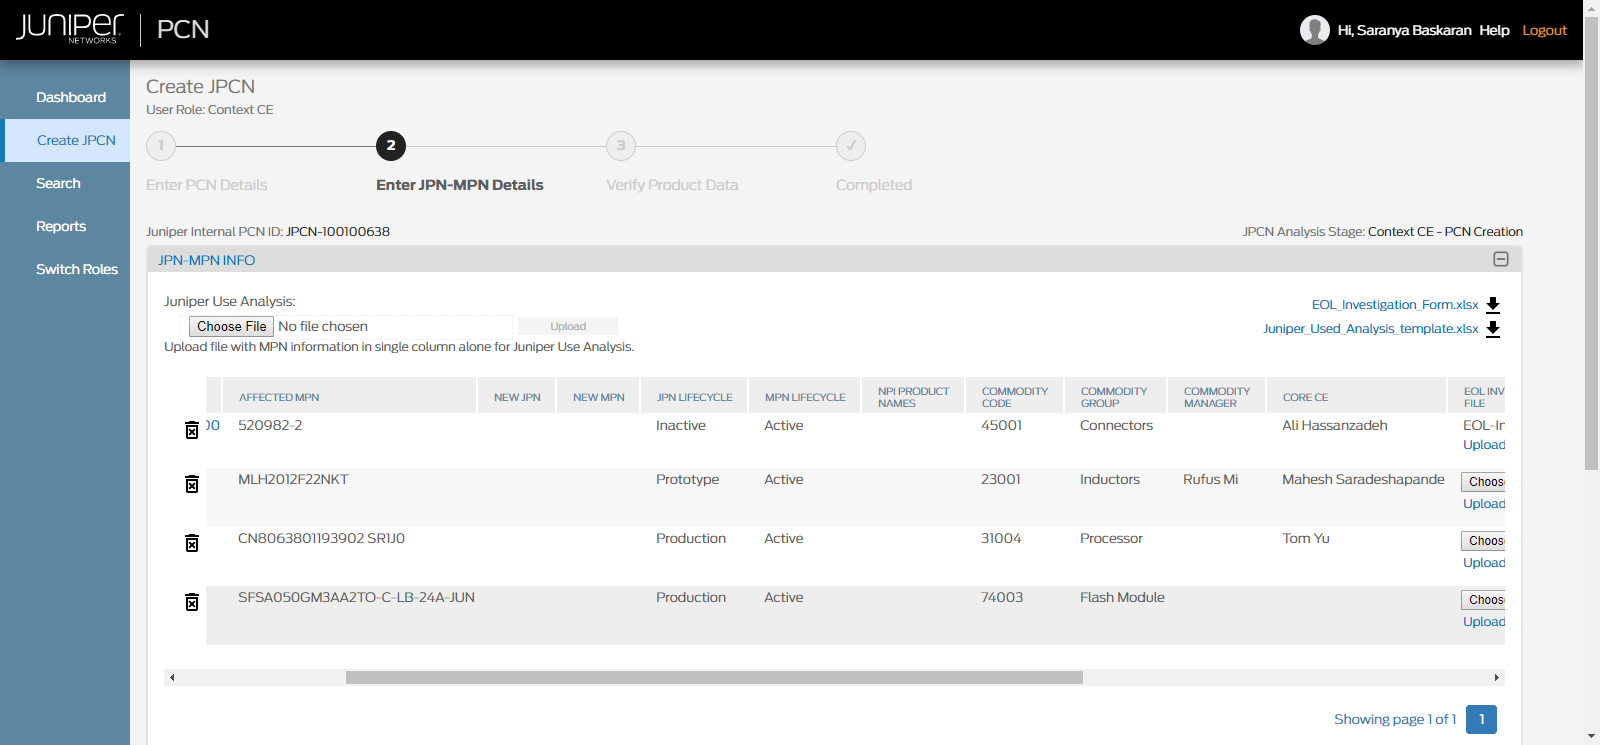 JUNIPER NETWORKS
PCN
Hi, Saranya Baskaran Help Logout
Dashboard
Create JPCN
Search
Reports
Switch Roles
Create JPCN
User Role: Context CE
1 2 3
Enter PCN Details Enter JPN-MPN Details Verify Product Data Completed
Juniper Internal PCN ID: JPCN-100100638
JPCN Analysis Stage: Context CE - PCN Creation
JPN-MPN INFO
Juniper Use Analysis:
Choose File No file chosen Upload
Upload file with MPN information in single column alone for Juniper Use Analysis.
EOL_Investigation_Form.xlsx
Juniper_Used_Analysis_template.xlsx
AFFECTED MPN NEW JPN NEW MPN JPN LIFECYCLE MPN LIFECYCLE NPI PRODUCT NAMES COMMODITY CODE COMMODITY GROUP COMMODITY MANAGER CORE CE EOL INV FILE
00 520982-2 Inactive Active 45001 Connectors Ali Hassanzadeh EOL-In
Upload
MLH2012F22NKT Prototype Active 23001 Inductors Rufus Mi Mahesh Saradeshapande Choos
Upload
CN8063801193902 SR1J0 Production Active 31004 Processor Tom Yu Choos
Upload
SFSA050GM3AA2TO-C-LB-24A-JUN Production Active 74003 Flash Module Choos
Upload
Showing page 1 of 1 1